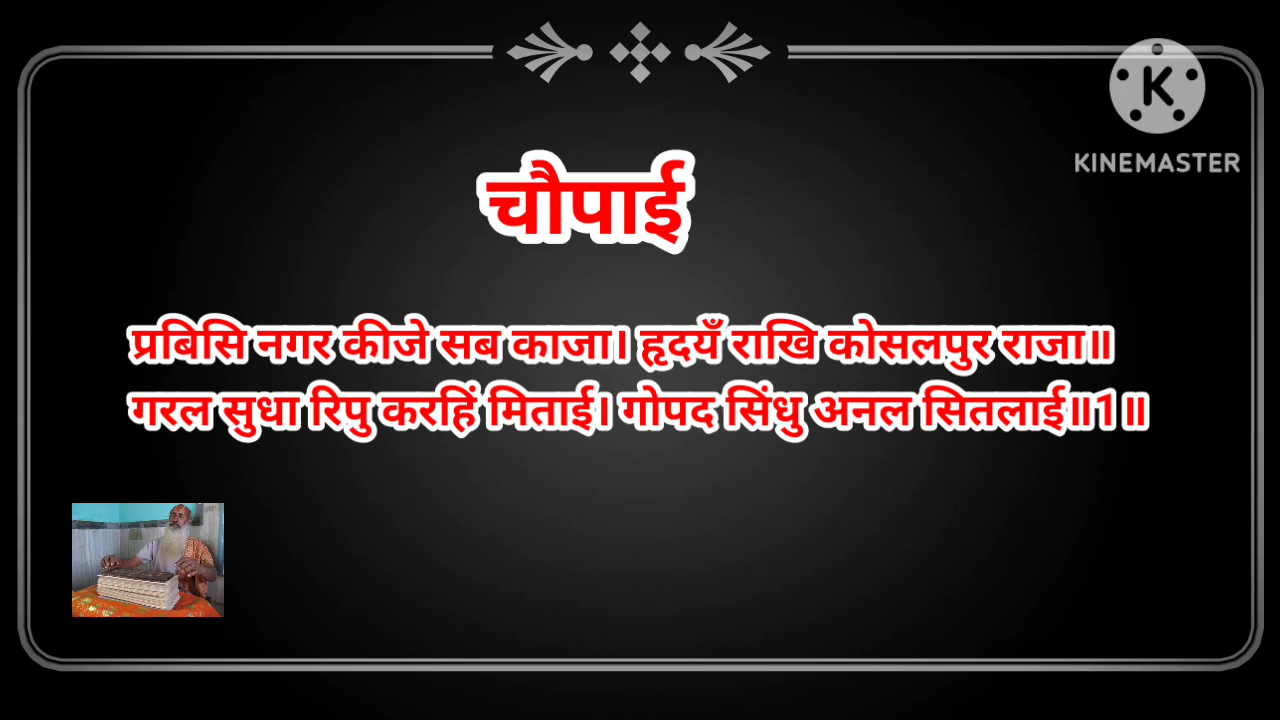 KINEMASTER
चौपाई
प्रबिसि नगर कीजे सब काजा। हृदयँ राखि कोसलपुर राजा॥
गरल सुधा रिपु करहिं मिताई। गोपद सिंधु अनल सितलाई॥1॥